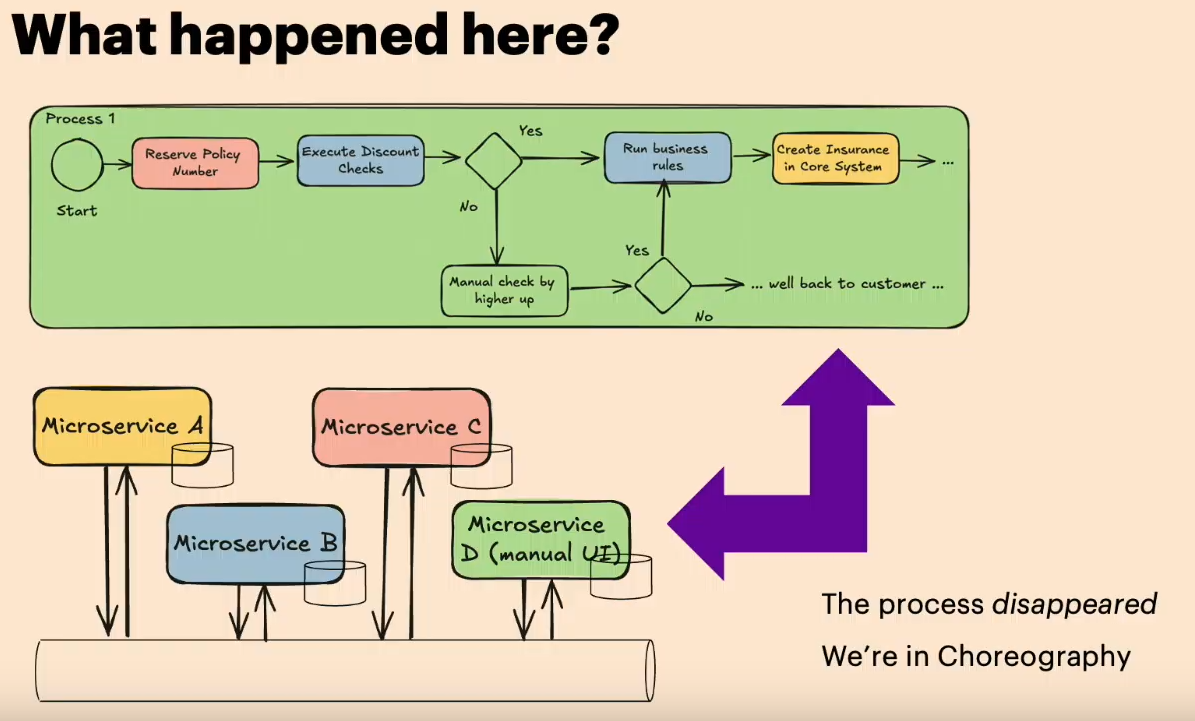 What happened here?
Process 1
Start
Reserve Policy
Number
Execute Discount
Checks
Yes
No
Run business
rules
Create Insurance
in Core System
...
Manual check by
higher up
Yes
No
... well back to customer ...
Microservice A
Microservice C
Microservice B
Microservice
D (manual UI)
The process disappeared
We're in Choreography